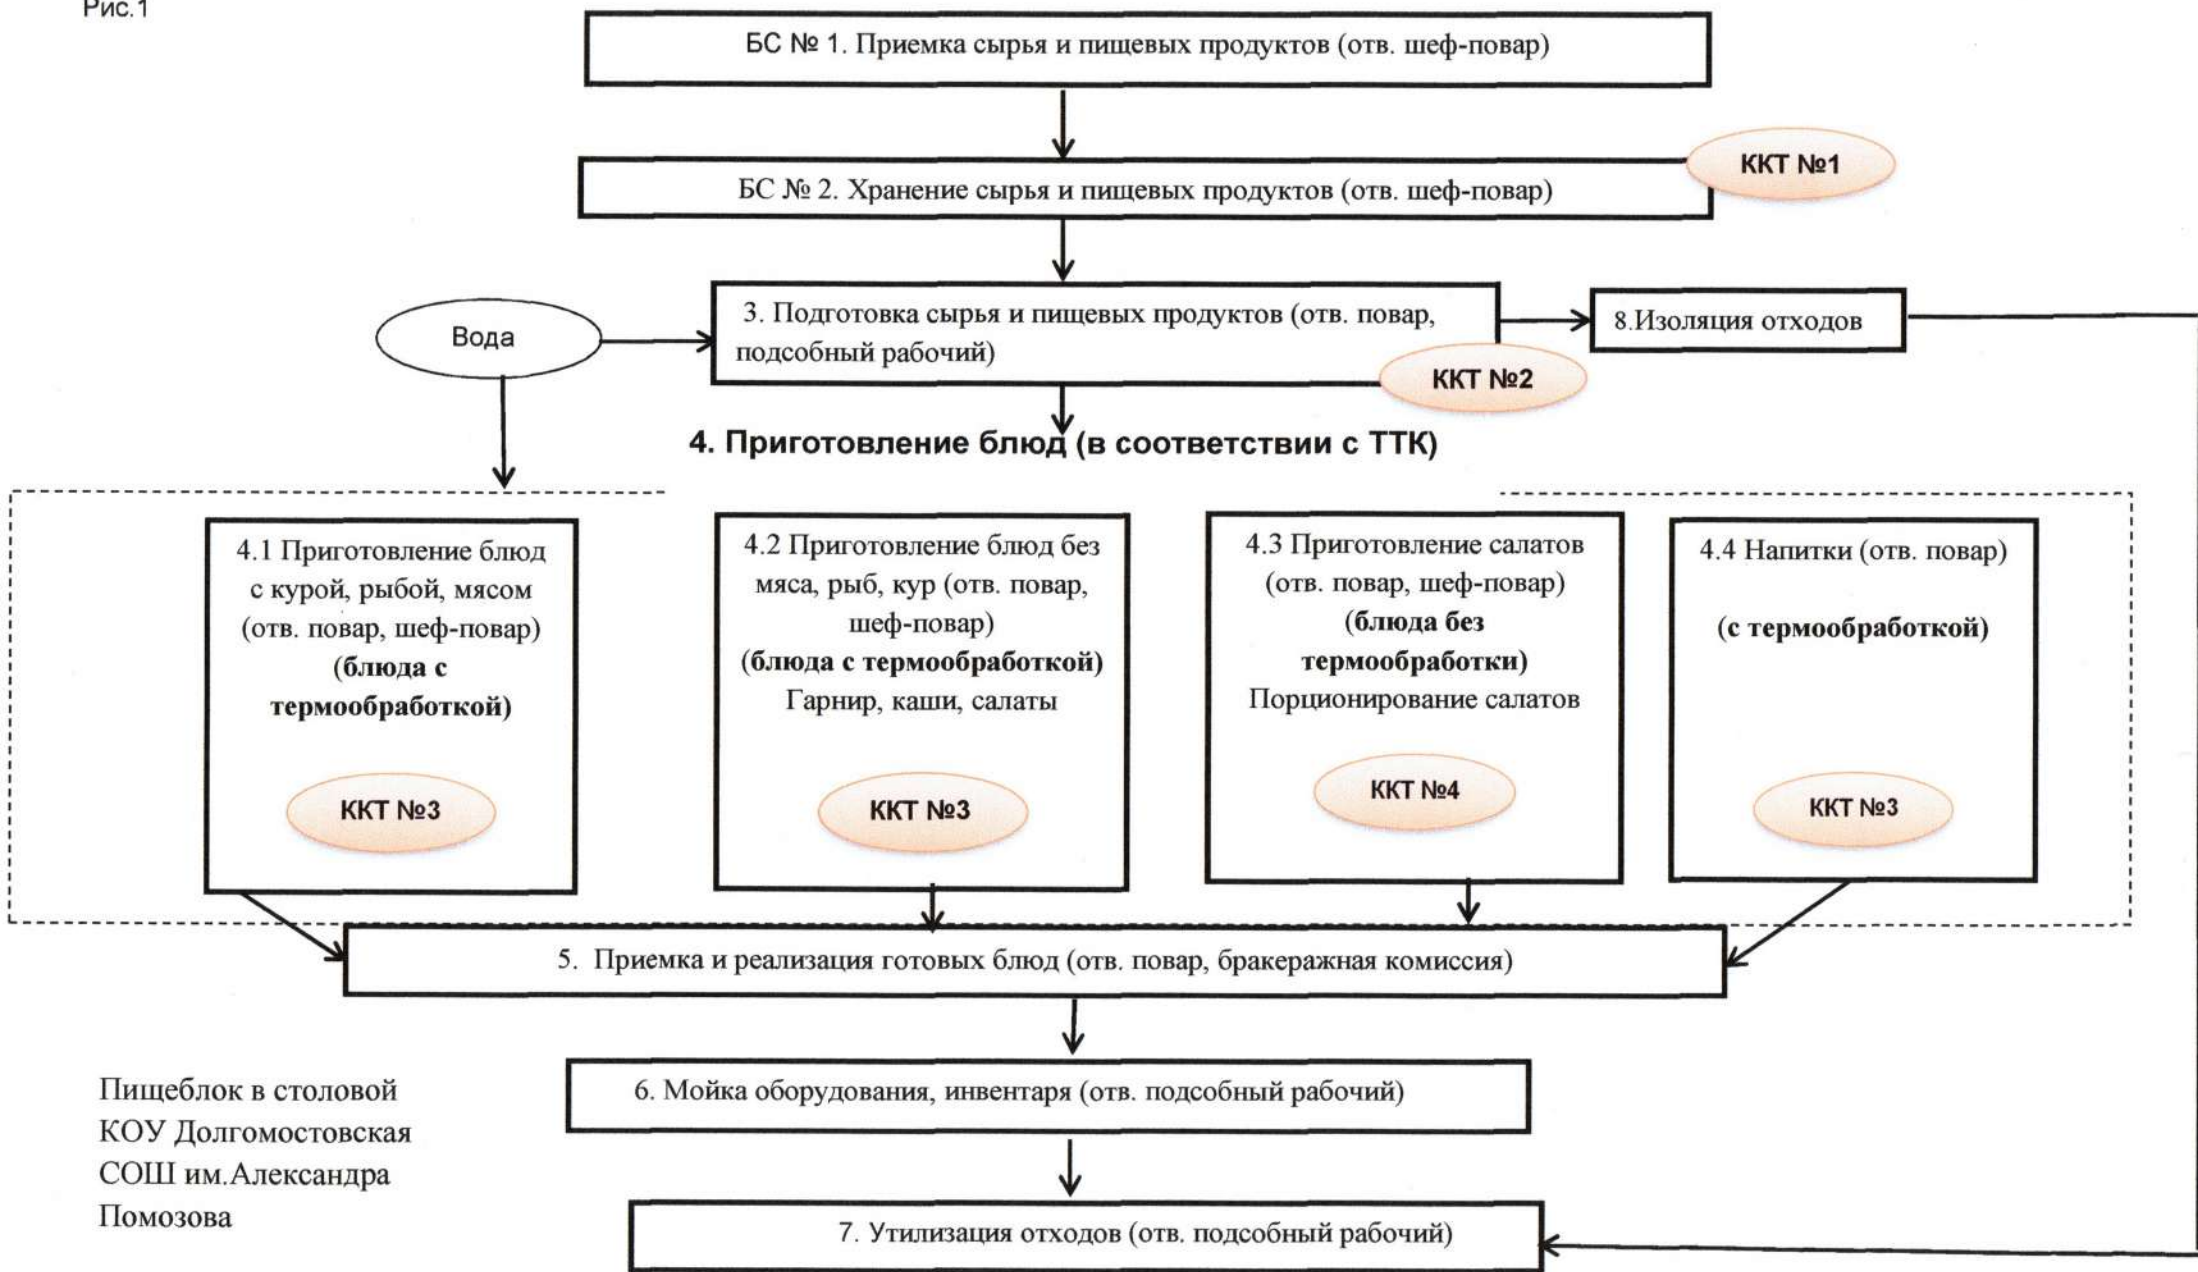 Рис.1
БС № 1. Приемка сырья и пищевых продуктов (отв. шеф-повар)
ККТ №1
БС № 2. Хранение сырья и пищевых продуктов (отв. шеф-повар)
Вода
3. Подготовка сырья и пищевых продуктов (отв. повар,
подсобный рабочий)
8.Изоляция отходов
ККТ №2
4. Приготовление блюд (в соответствии с ТТК)
4.1 Приготовление блюд
с курой, рыбой, мясом
(отв. повар, шеф-повар)
(блюда с
термообработкой)
ККТ №3
4.2 Приготовление блюд без
мяса, рыб, кур (отв. повар,
шеф-повар)
(блюда с термообработкой)
Гарнир, каши, салаты
ККТ №3
4.3 Приготовление салатов
(отв. повар, шеф-повар)
(блюда без
термообработки)
Порционирование салатов
ККТ №4
4.4 Напитки (отв. повар)
(с термообработкой)
ККТ №3
5. Приемка и реализация готовых блюд (отв. повар, бракеражная комиссия)
6. Мойка оборудования, инвентаря (отв. подсобный рабочий)
7. Утилизация отходов (отв. подсобный рабочий)
Пищеблок в столовой
КОУ Долгомостовская
СОШ им.Александра
Помозова